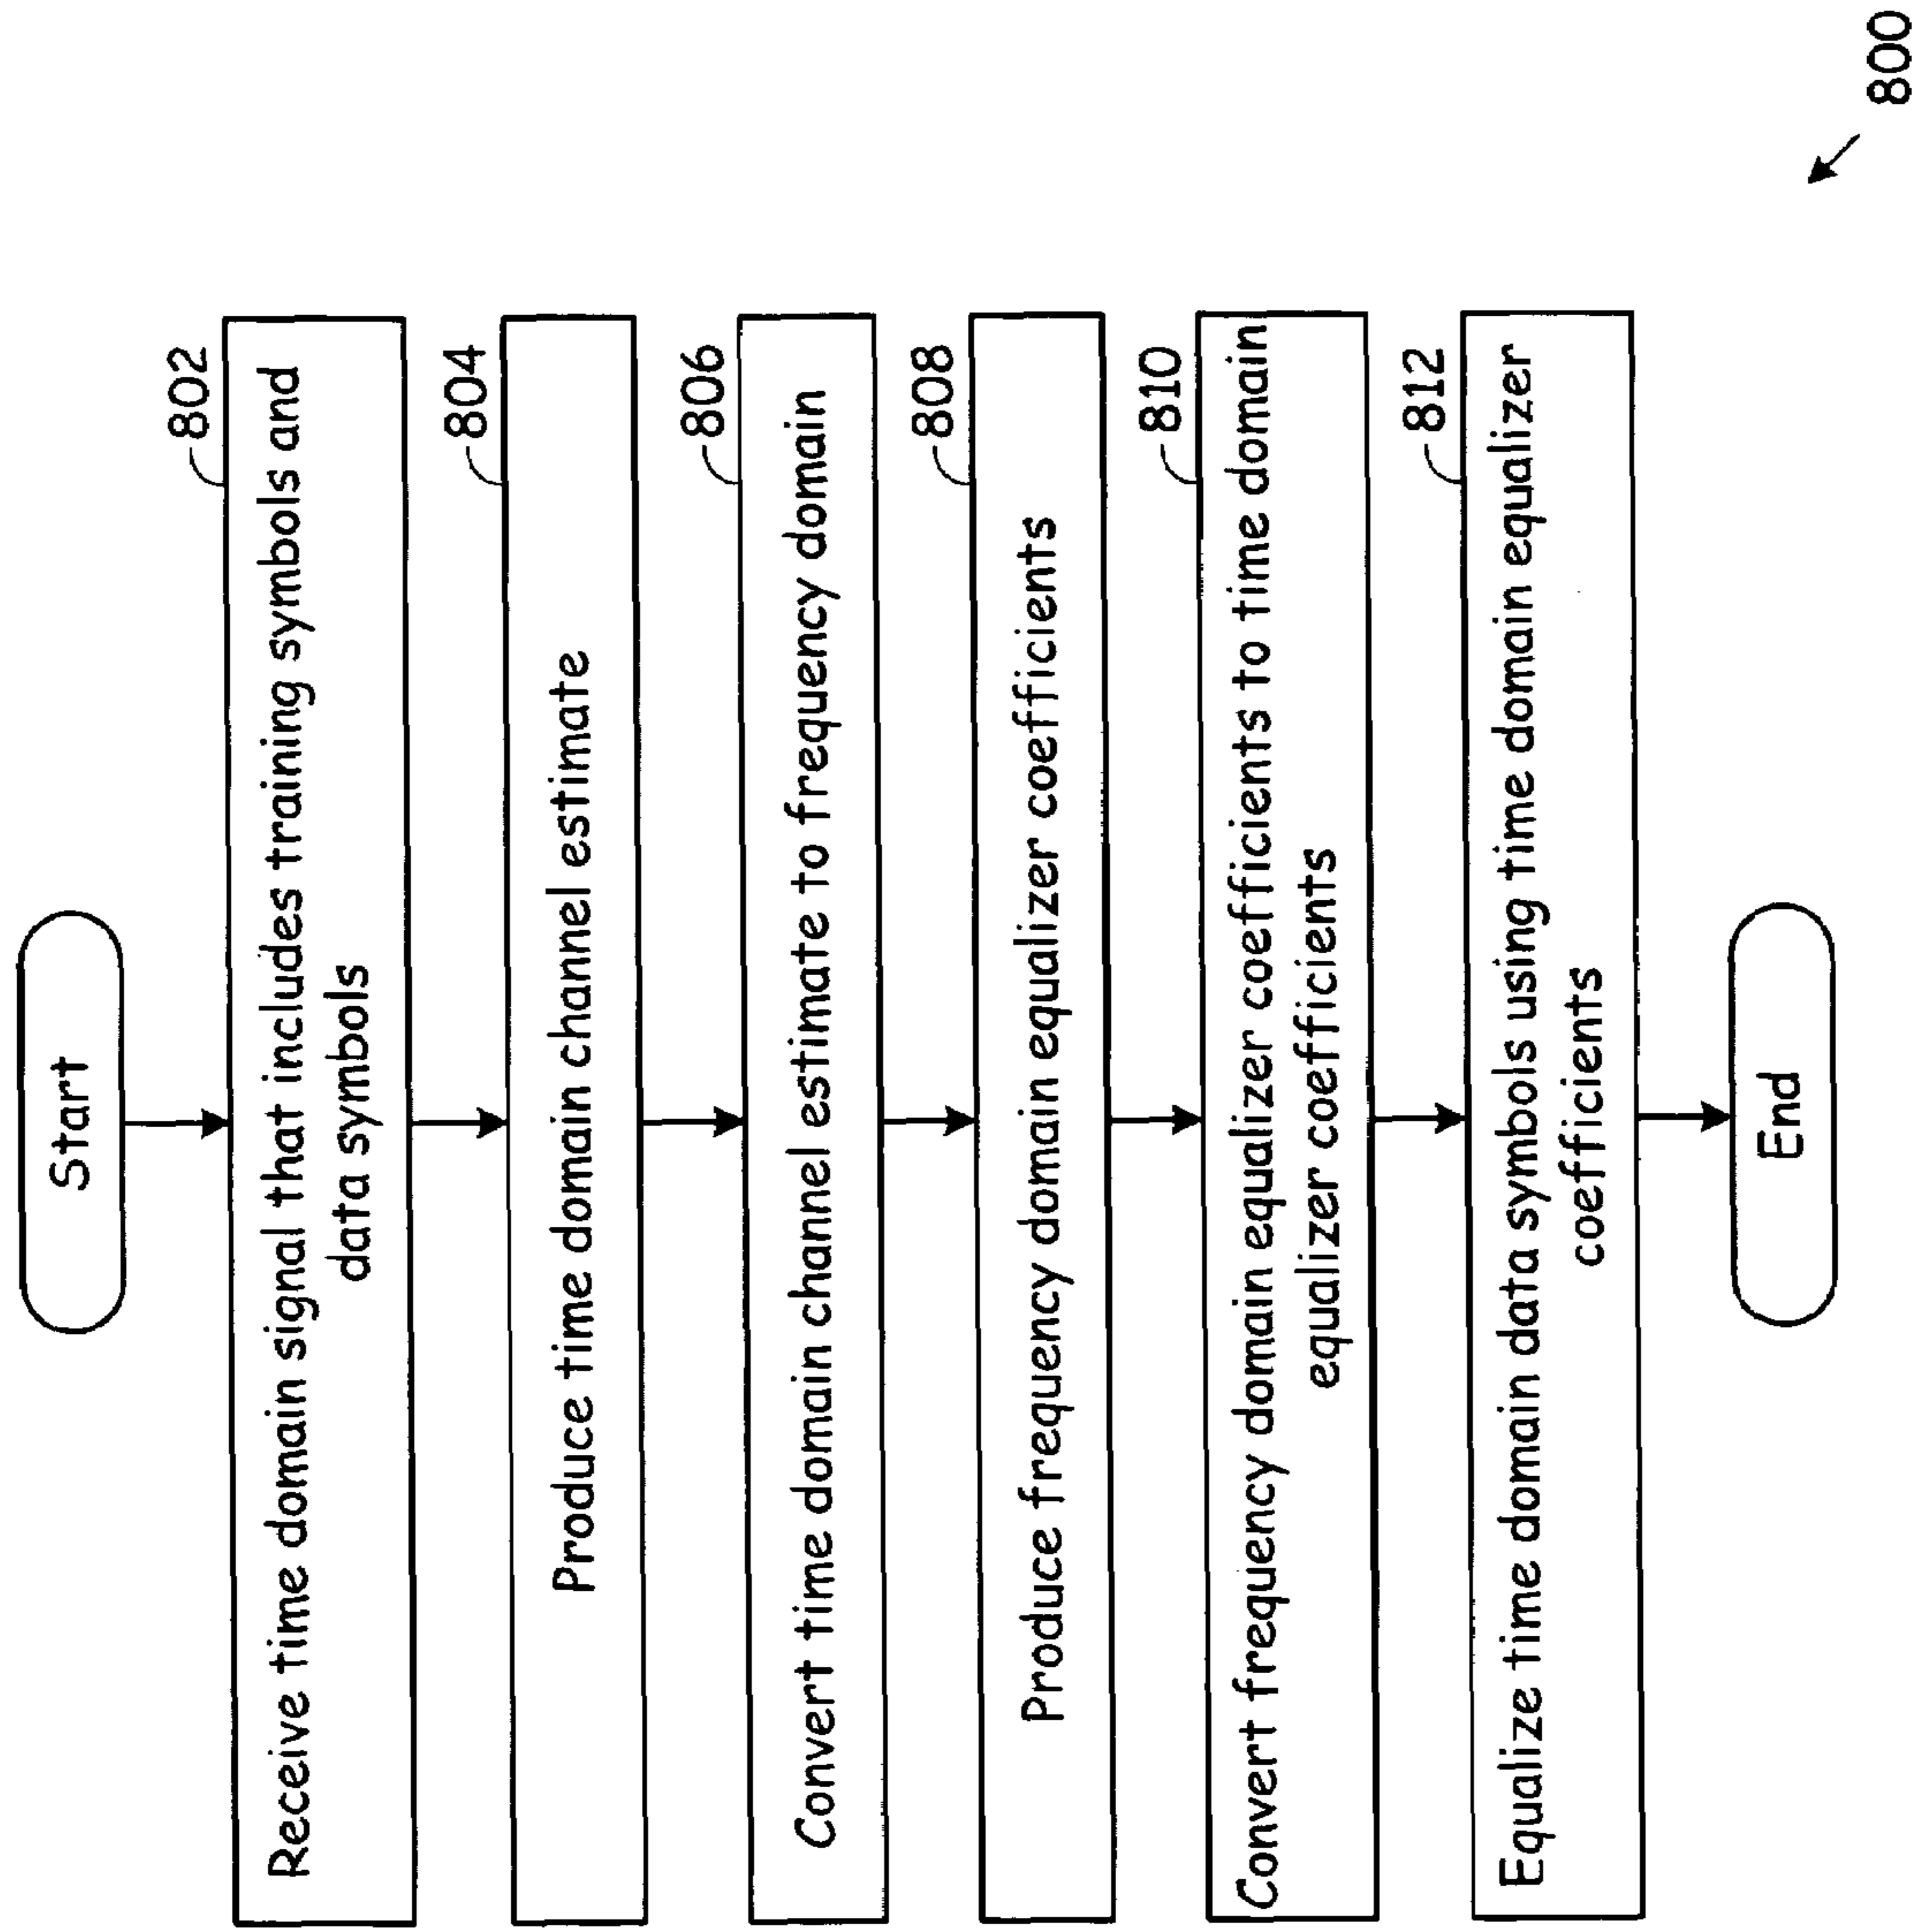 Start
802
Receive time domain signal that includes training symbols and
data symbols
804
Produce time domain channel estimate
806
Convert time domain channel estimate to frequency domain
808
Produce frequency domain equalizer coefficients
810
Convert frequency domain equalizer coefficients to time domain
equalizer coefficients
812
Equalize time domain data symbols using time domain equalizer
coefficients
End
800